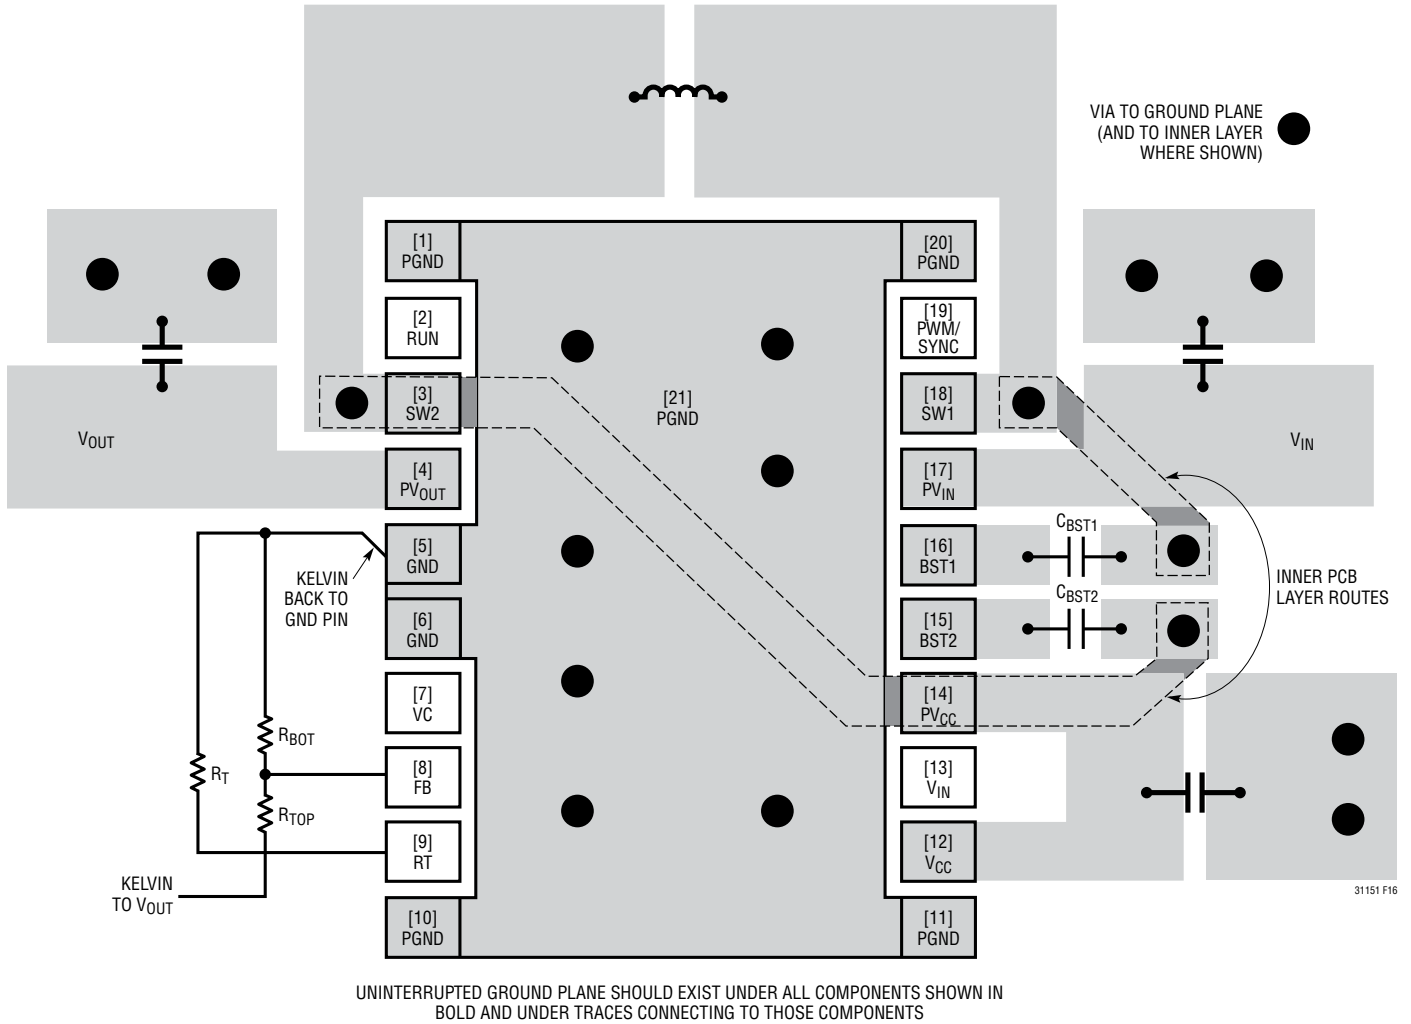 VIA TO GROUND PLANE
(AND TO INNER LAYER
WHERE SHOWN)
[1]
PGND
[2]
RUN
[3]
SW2
[4]
PVOUT
[5]
GND
[6]
GND
[7]
VC
[8]
FB
[9]
RT
[10]
PGND
[21]
PGND
[20]
PGND
[19]
PWM/
SYNC
[18]
SW1
[17]
PVIN
[16]
BST1
[15]
BST2
[14]
PVCC
[13]
VIN
[12]
VCC
[11]
PGND
VOUT
VIN
CBST1
CBST2
INNER PCB
LAYER ROUTES
KELVIN
BACK TO
GND PIN
RBOT
RT
RTOP
KELVIN
TO VOUT
31151 F16
UNINTERRUPTED GROUND PLANE SHOULD EXIST UNDER ALL COMPONENTS SHOWN IN
BOLD AND UNDER TRACES CONNECTING TO THOSE COMPONENTS